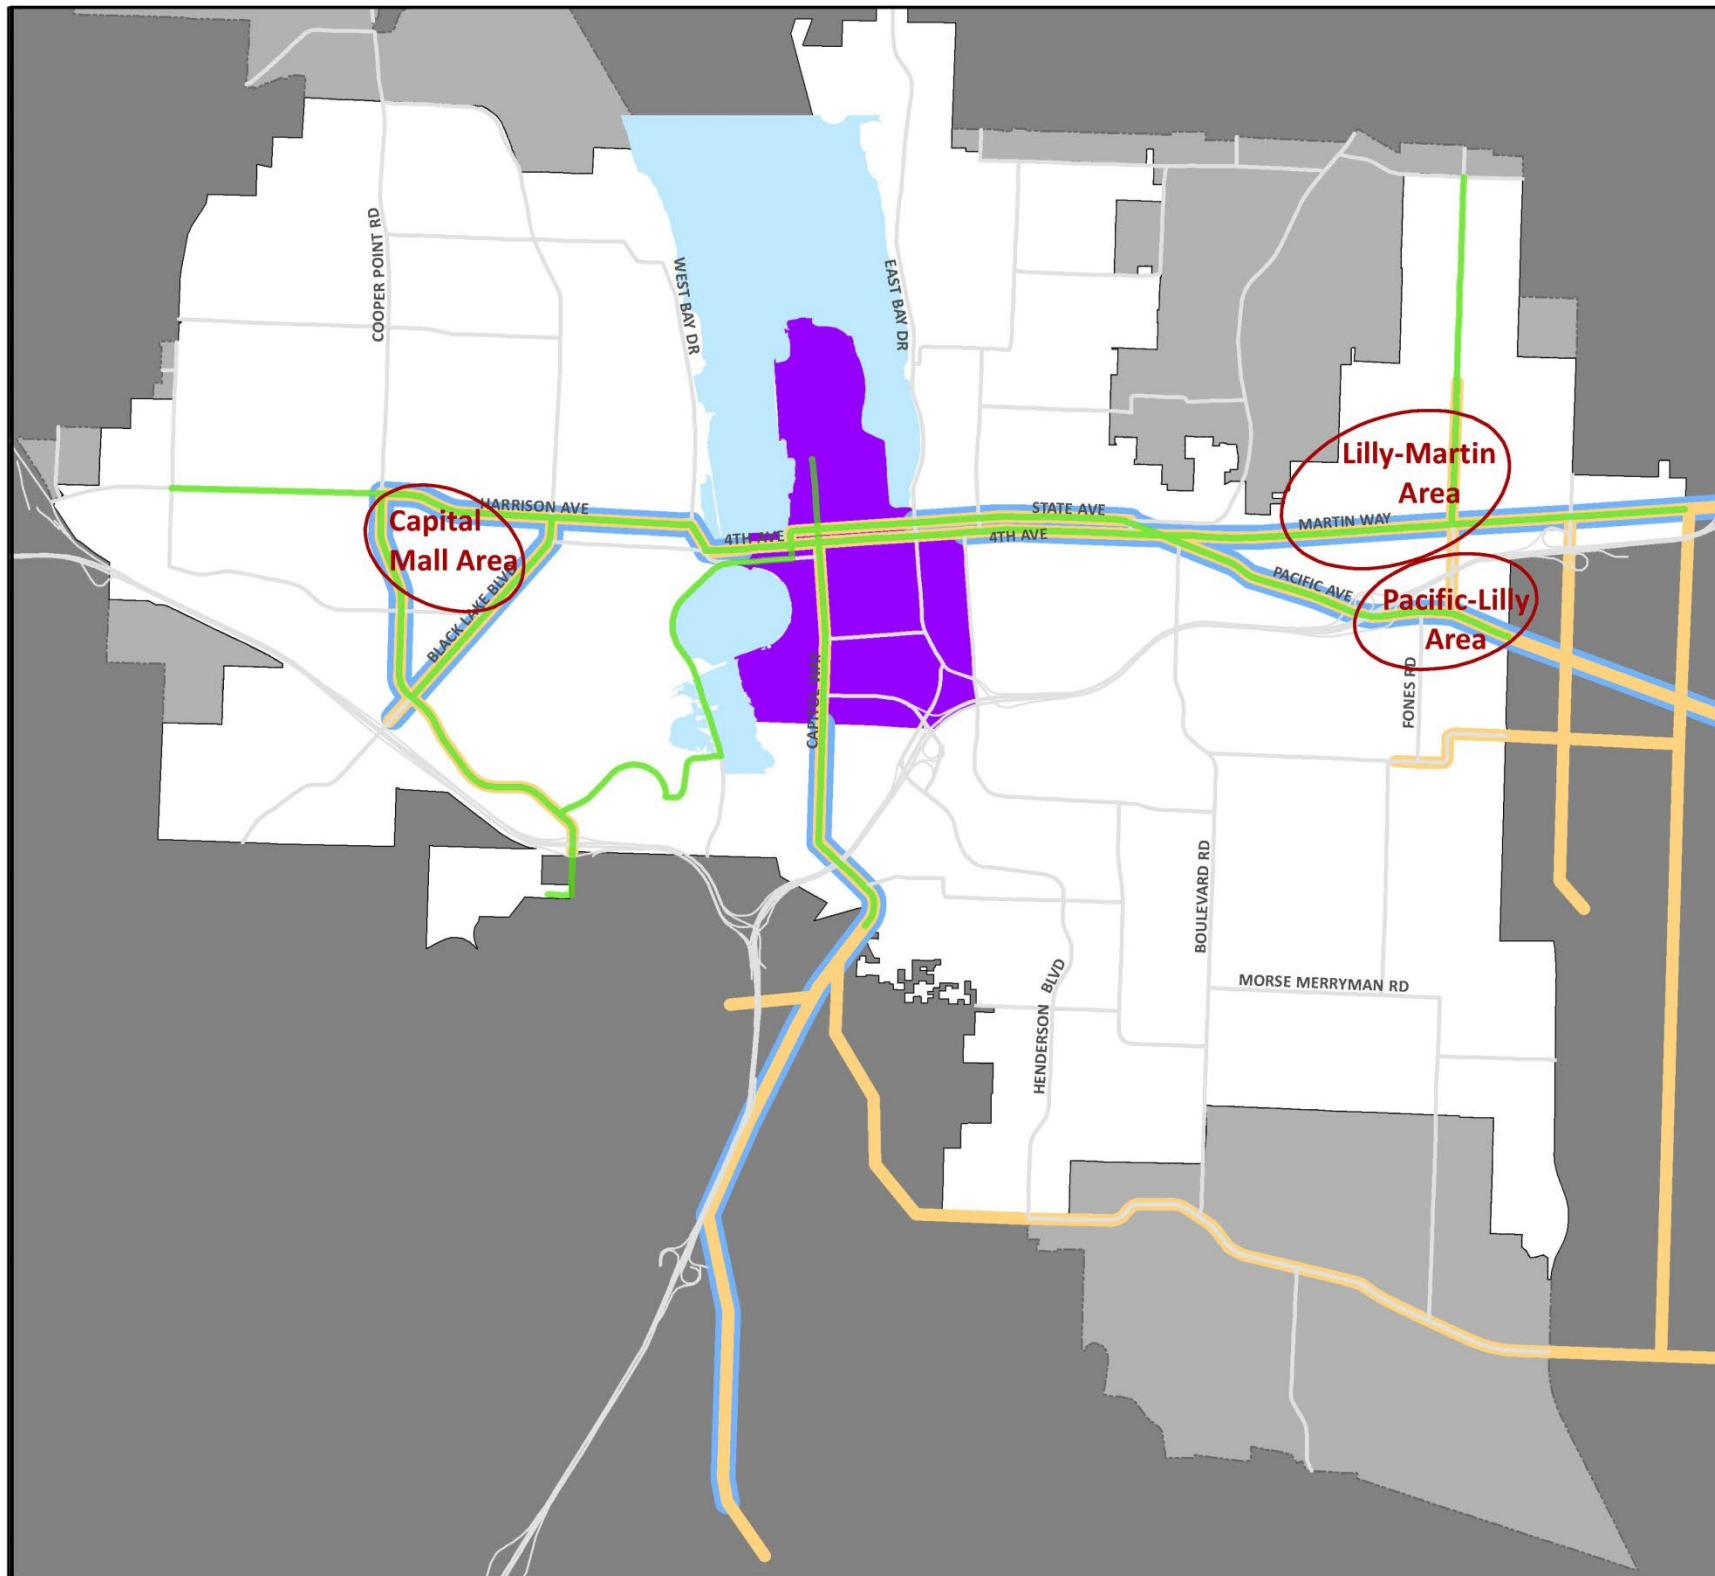 COOPER POINT RD
WEST BAY DR
EAST BAY DR
Lilly-Martin
Area
HARRISON AVE
STATE AVE
Capital
Mall Area
4TH AVE
4TH AVE
MARTIN WAY
BLACK LAKE BLVD
PACIFIC AVE
Pacific-Lilly
Area
CAPITOL WAY
FONES RD
BOULEVARD RD
MORSE MERRYMAN RD
HENDERSON BLVD